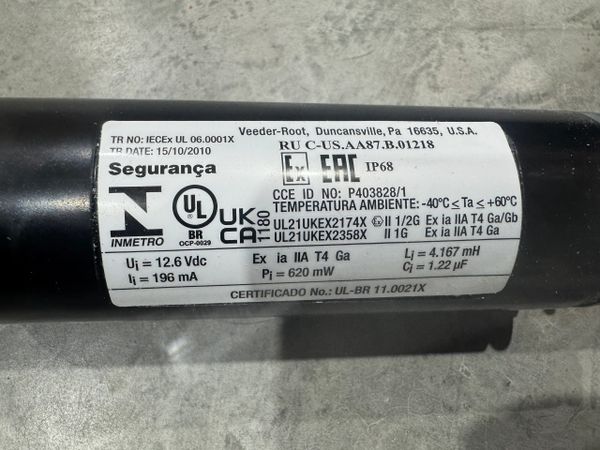 Veeder-Root, Duncansville, Pa 16635, U.S.A.
TR NO: IECEx UL 06.0001X
RU C-US.AA87.B.01218
TR DATE: 15/10/2010
Segurança
Ex EAC IP68
CCE ID NO: P403828/1
TEMPERATURA AMBIENTE: -40°C ≤ Ta ≤ +60°C
INMETRO
UL
BR
OCP-0029
UK
CA
1180
UL21UKEX2174X Ex II 1/2G Ex ia IIA T4 Ga/Gb
UL21UKEX2358X Ex II 1G Ex ia IIA T4 Ga
Ui = 12.6 Vdc Ex ia IIA T4 Ga Li = 4.167 mH
Ii = 196 mA Pi = 620 mW Ci = 1.22 µF
CERTIFICADO No.: UL-BR 11.0021X